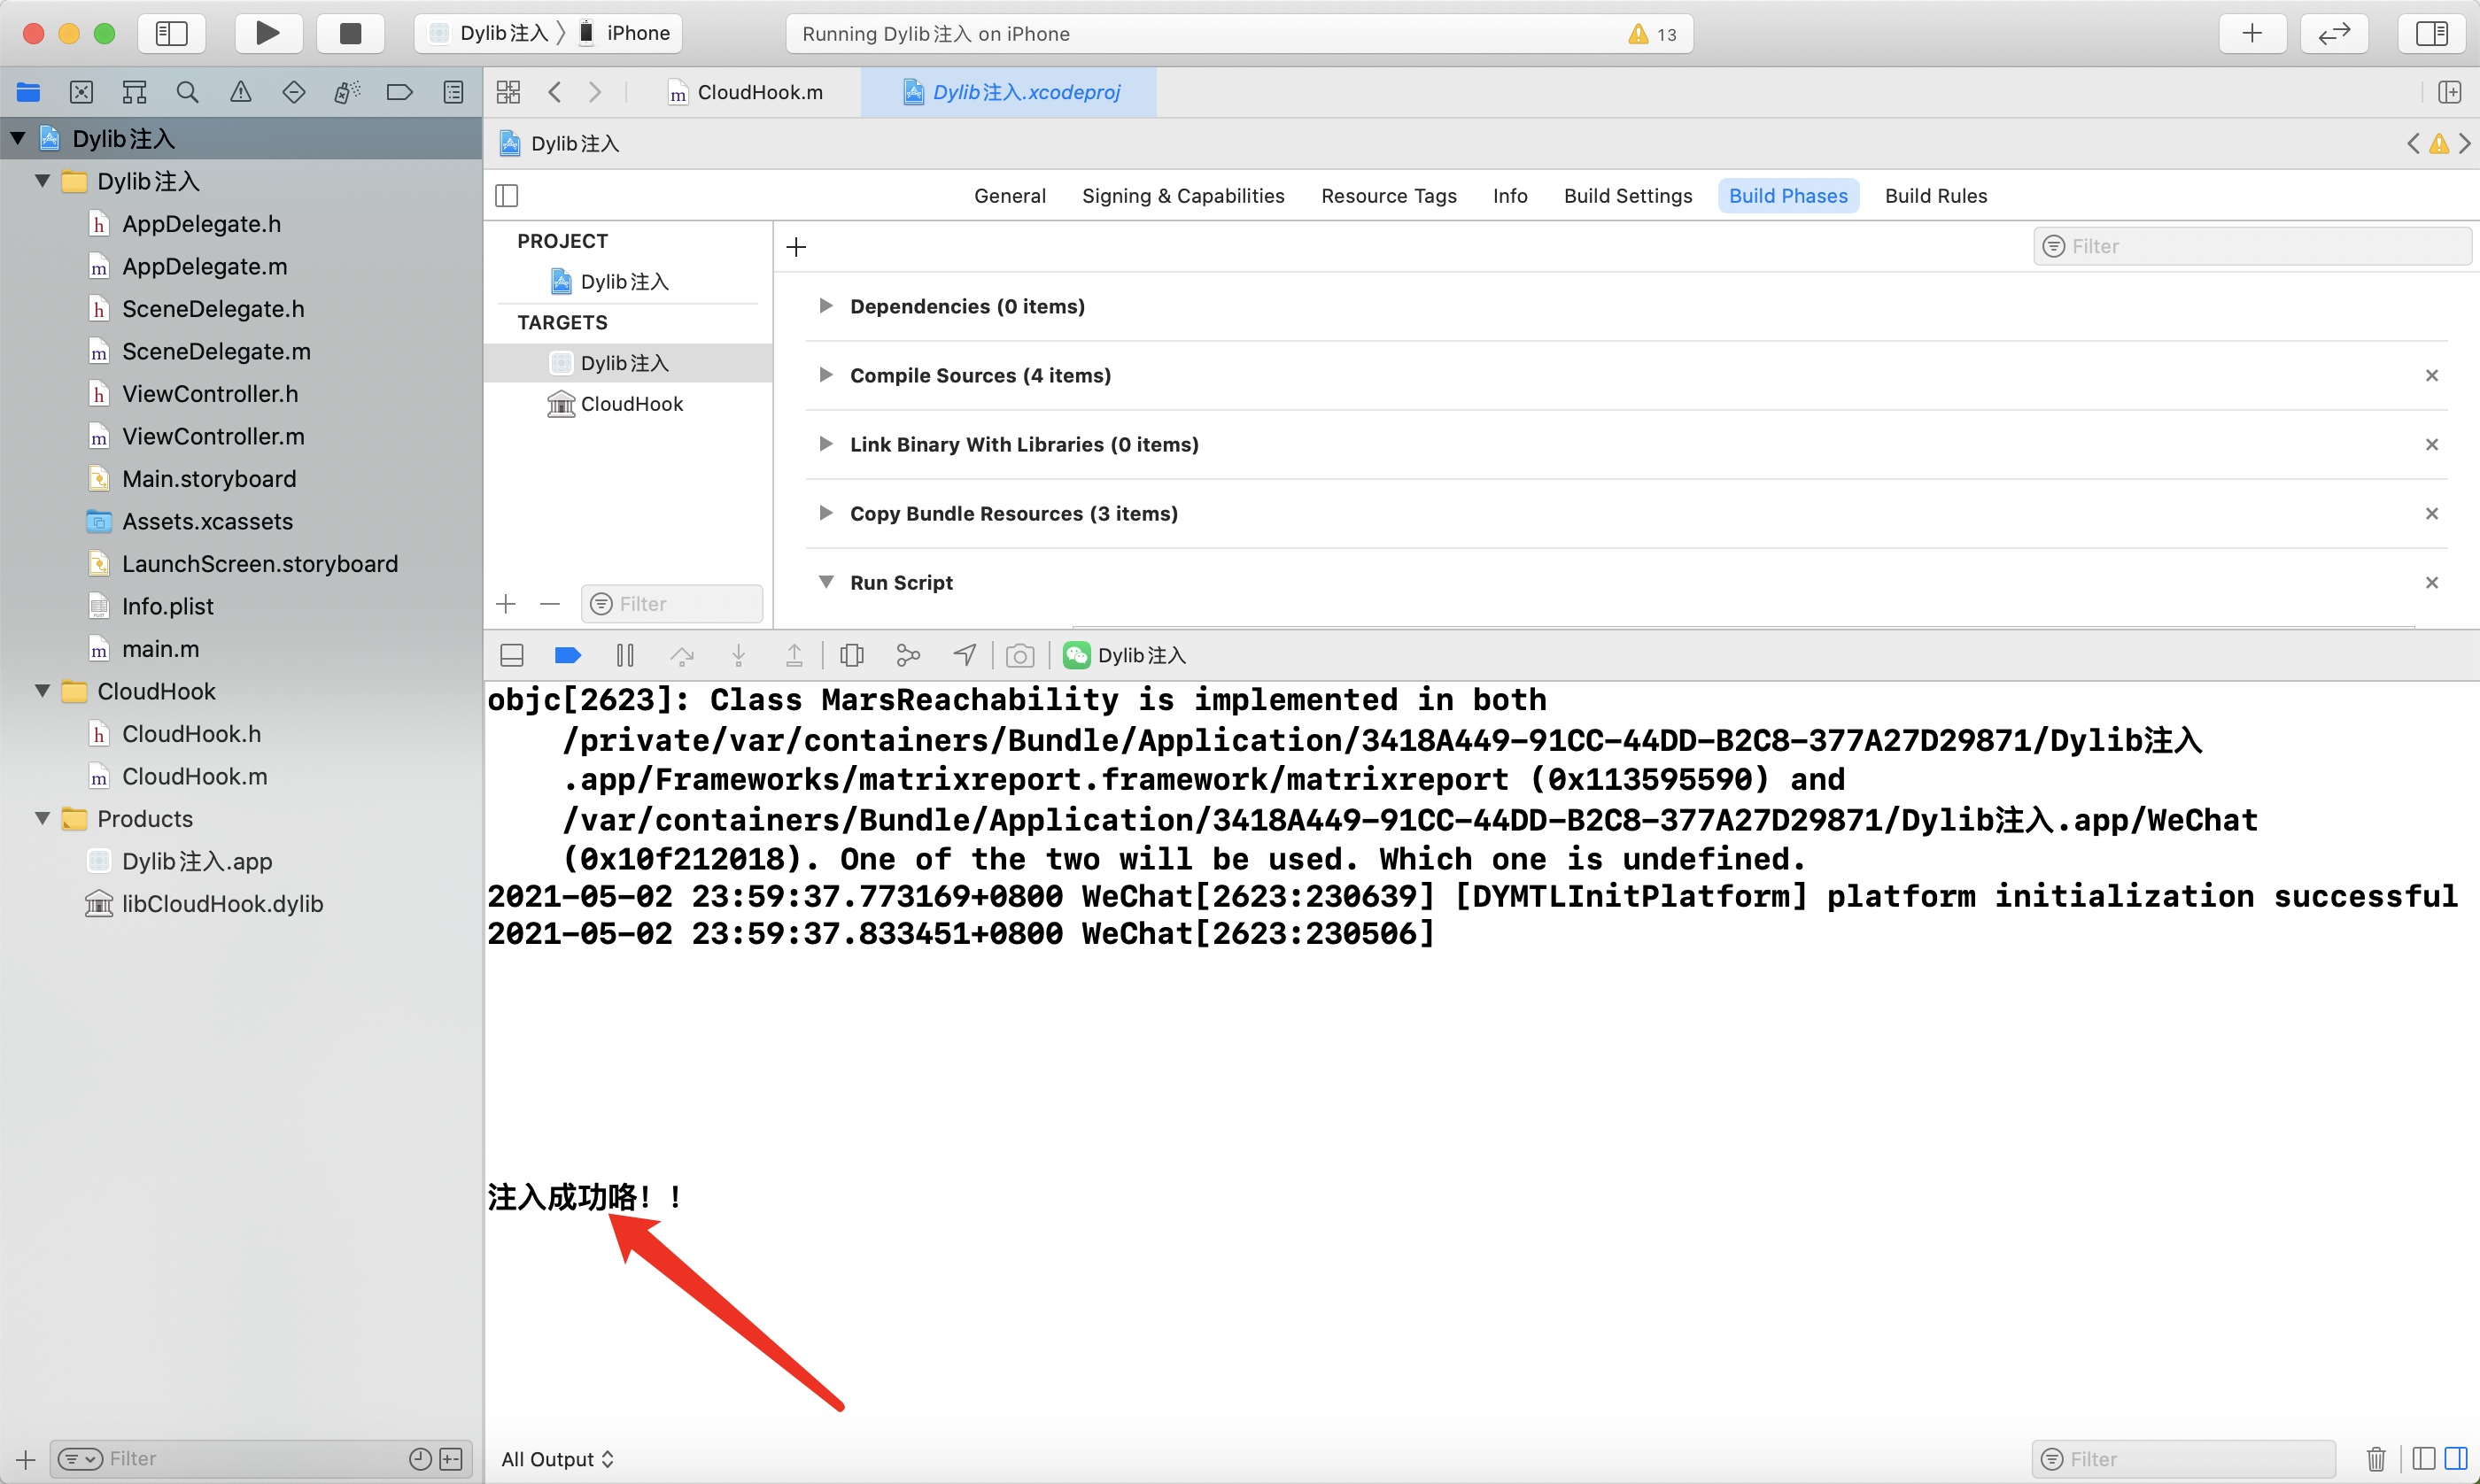 Dylib注入 〉 iPhone
Running Dylib注入 on iPhone
13
CloudHook.m
Dylib注入.xcodeproj
Dylib注入
Dylib注入
AppDelegate.h
AppDelegate.m
SceneDelegate.h
SceneDelegate.m
ViewController.h
ViewController.m
Main.storyboard
Assets.xcassets
LaunchScreen.storyboard
Info.plist
main.m
CloudHook
CloudHook.h
CloudHook.m
Products
Dylib注入.app
libCloudHook.dylib
Filter
Dylib注入
General
Signing & Capabilities
Resource Tags
Info
Build Settings
Build Phases
Build Rules
PROJECT
Dylib注入
TARGETS
Dylib注入
CloudHook
Filter
Filter
Dependencies (0 items)
Compile Sources (4 items)
Link Binary With Libraries (0 items)
Copy Bundle Resources (3 items)
Run Script
Dylib注入
objc[2623]: Class MarsReachability is implemented in both
/private/var/containers/Bundle/Application/3418A449-91CC-44DD-B2C8-377A27D29871/Dylib注入
.app/Frameworks/matrixreport.framework/matrixreport (0x113595590) and
/var/containers/Bundle/Application/3418A449-91CC-44DD-B2C8-377A27D29871/Dylib注入.app/WeChat
(0x10f212018). One of the two will be used. Which one is undefined.
2021-05-02 23:59:37.773169+0800 WeChat[2623:230639] [DYMTLInitPlatform] platform initialization successful
2021-05-02 23:59:37.833451+0800 WeChat[2623:230506]
注入成功咯！！
All Output
Filter